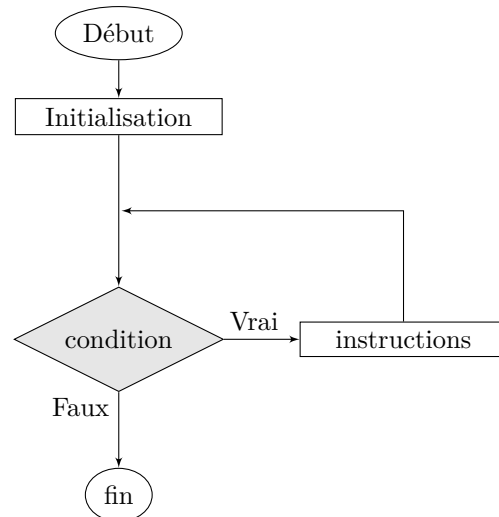 Début
Initialisation
condition
Vrai
instructions
Faux
fin